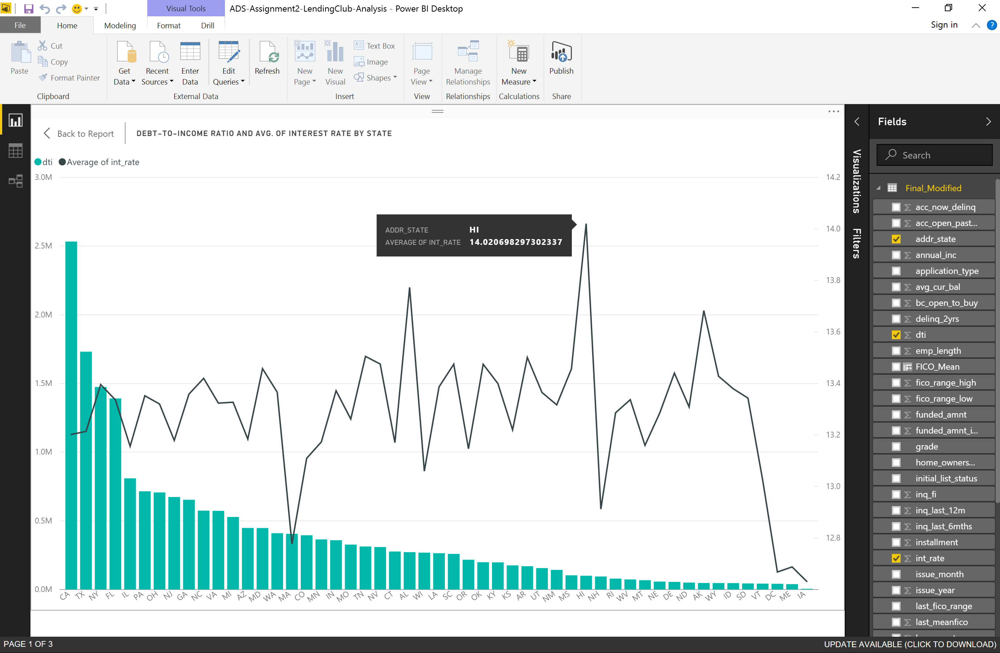 Visual Tools
ADS-Assignment2-LendingClub-Analysis - Power BI Desktop
File
Home
Modeling
Format
Drill
Sign in
?
Paste
Cut
Copy
Format Painter
Clipboard
Get
Data
Recent
Sources
Enter
Data
Edit
Queries
Refresh
External Data
New
Page
New
Visual
Text Box
Image
Shapes
Insert
Page
View
View
Manage
Relationships
Relationships
New
Measure
Calculations
Publish
Share
Back to Report
DEBT-TO-INCOME RATIO AND AVG. OF INTEREST RATE BY STATE
dti
Average of int_rate
3.0M
2.5M
2.0M
1.5M
1.0M
0.5M
0.0M
14.2
14.0
13.8
13.6
13.4
13.2
13.0
12.8
ADDR_STATE HI
AVERAGE OF INT_RATE 14.020698297302337
CA TX NY FL IL PA OH NJ GA NC VA MI AZ MD WA MA CO MN IN MO TN NV CT AL WI LA SC OR OK KY KS AR UT NM MS HI NH RI WV MT NE DE ND AK WY ID SD VT DC ME IA
Visualizations
Filters
Fields
Search
Final_Modified
acc_now_delinq
acc_open_past...
addr_state
annual_inc
application_type
avg_cur_bal
bc_open_to_buy
delinq_2yrs
dti
emp_length
FICO_Mean
fico_range_high
fico_range_low
funded_amnt
funded_amnt_i...
grade
home_owners...
initial_list_status
inq_fi
inq_last_12m
inq_last_6mths
installment
int_rate
issue_month
issue_year
last_fico_range
last_meanfico
PAGE 1 OF 3
UPDATE AVAILABLE (CLICK TO DOWNLOAD)